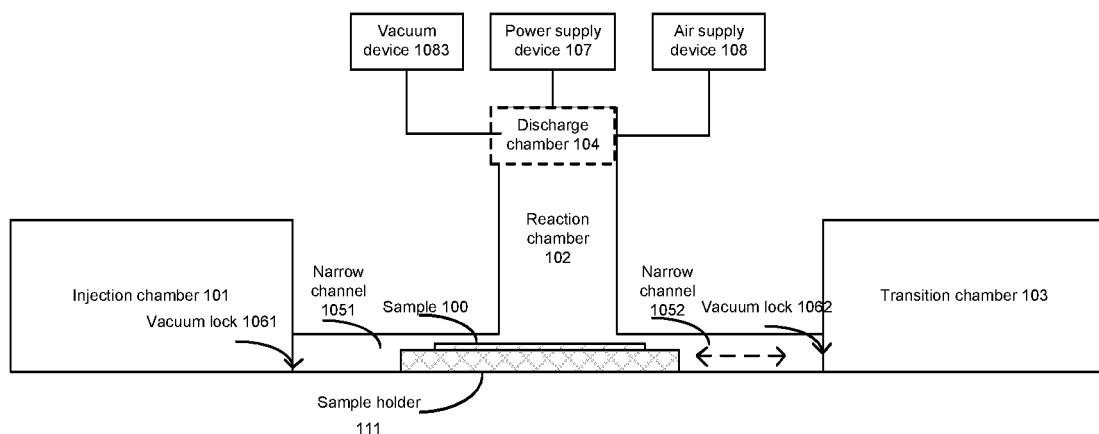 Vacuum
device 1083
Power supply
device 107
Air supply
device 108
Discharge
chamber 104
Reaction
chamber
102
Injection chamber 101
Narrow
channel
1051
Sample 100
Narrow
channel
1052
Vacuum lock 1062
Transition chamber 103
Vacuum lock 1061
Sample holder
111